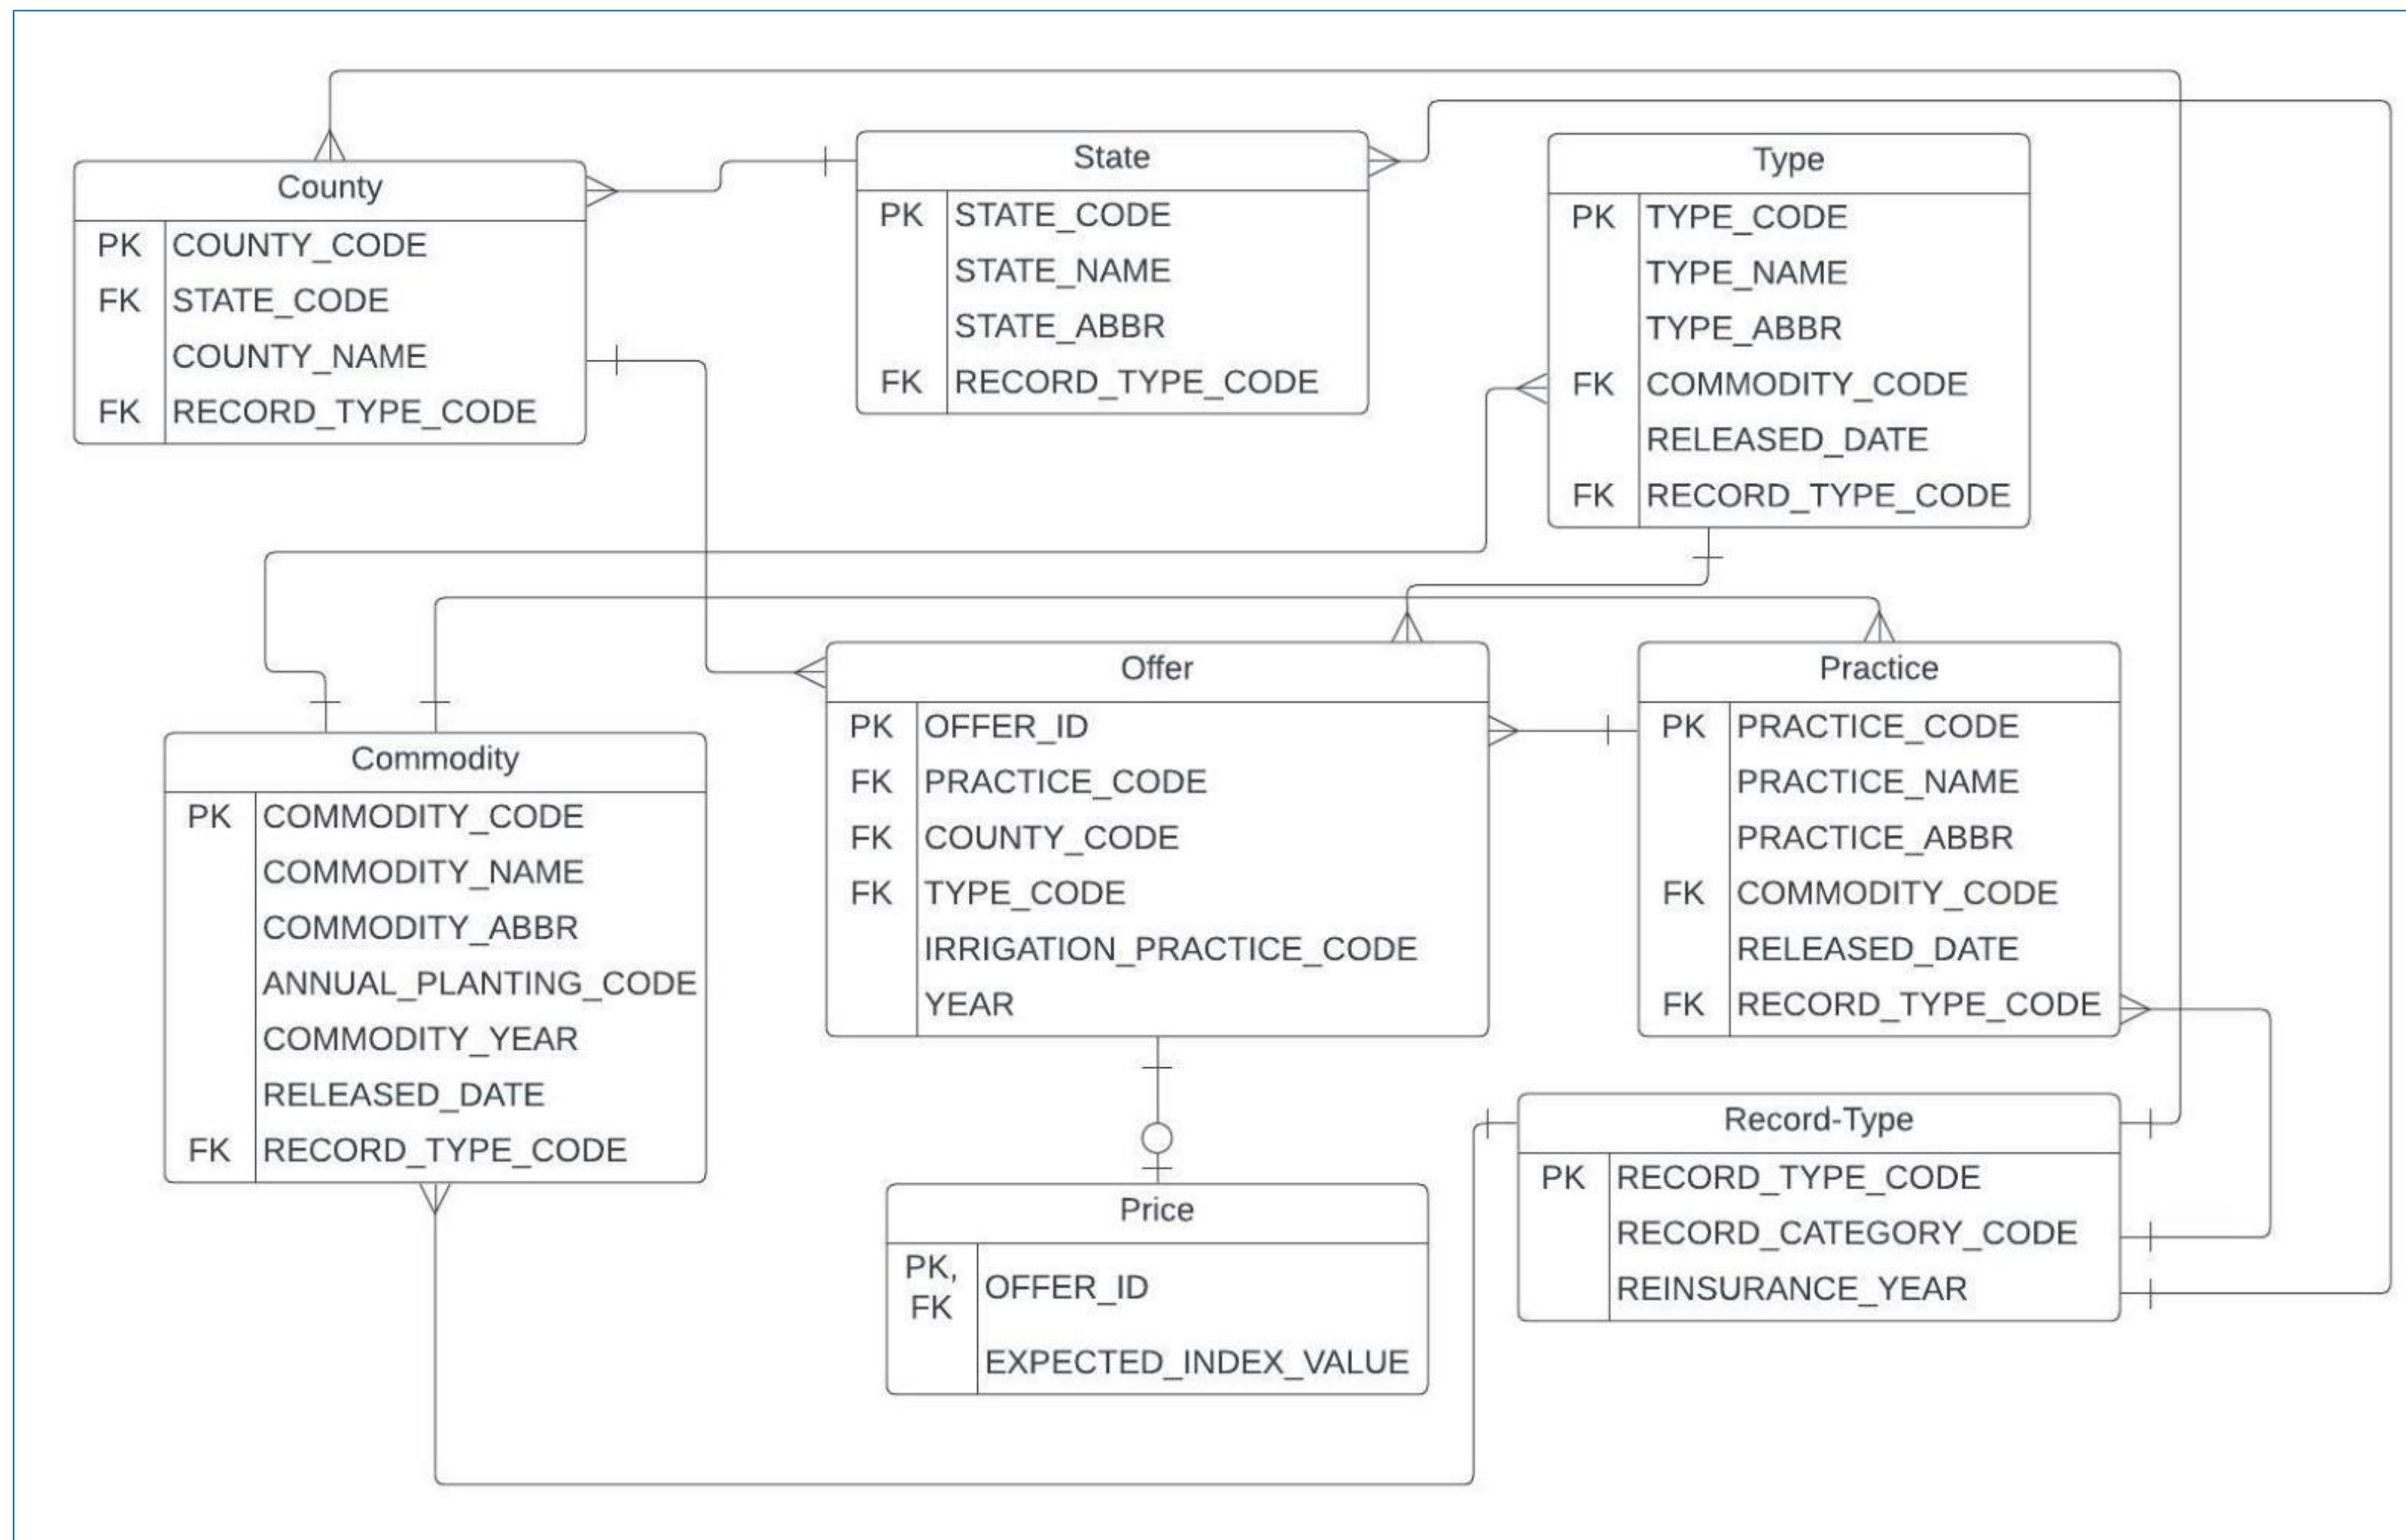 County
PK COUNTY_CODE
FK STATE_CODE
COUNTY_NAME
FK RECORD_TYPE_CODE
State
PK STATE_CODE
STATE_NAME
STATE_ABBR
FK RECORD_TYPE_CODE
Type
PK TYPE_CODE
TYPE_NAME
TYPE_ABBR
FK COMMODITY_CODE
RELEASED_DATE
FK RECORD_TYPE_CODE
Commodity
PK COMMODITY_CODE
COMMODITY_NAME
COMMODITY_ABBR
ANNUAL_PLANTING_CODE
COMMODITY_YEAR
RELEASED_DATE
FK RECORD_TYPE_CODE
Offer
PK OFFER_ID
FK PRACTICE_CODE
FK COUNTY_CODE
FK TYPE_CODE
IRRIGATION_PRACTICE_CODE
YEAR
Practice
PK PRACTICE_CODE
PRACTICE_NAME
PRACTICE_ABBR
FK COMMODITY_CODE
RELEASED_DATE
FK RECORD_TYPE_CODE
Price
PK,
FK OFFER_ID
EXPECTED_INDEX_VALUE
Record-Type
PK RECORD_TYPE_CODE
RECORD_CATEGORY_CODE
REINSURANCE_YEAR